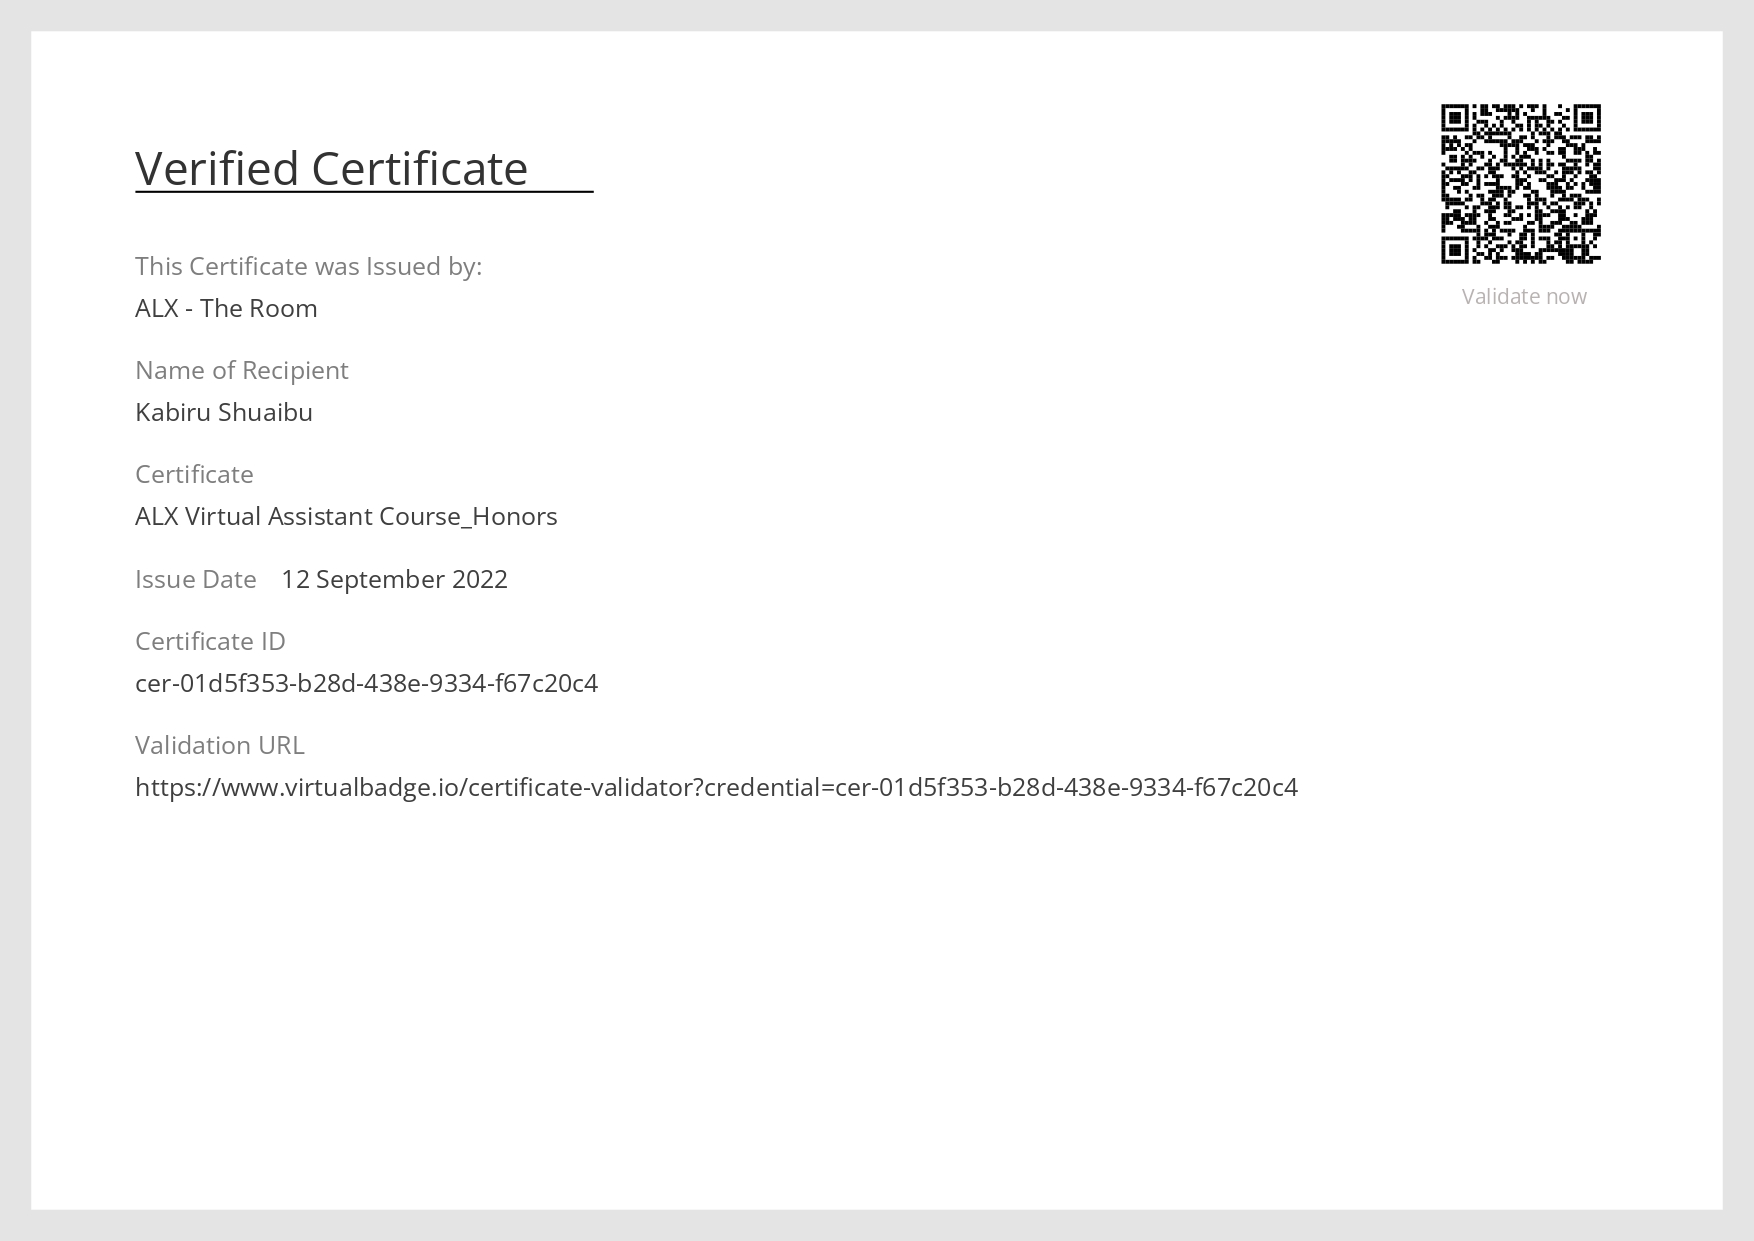 Verified Certificate
This Certificate was Issued by:
ALX - The Room
Name of Recipient
Kabiru Shuaibu
Certificate
ALX Virtual Assistant Course_Honors
Issue Date 12 September 2022
Certificate ID
cer-01d5f353-b28d-438e-9334-f67c20c4
Validation URL
https://www.virtualbadge.io/certificate-validator?credential=cer-01d5f353-b28d-438e-9334-f67c20c4
Validate now